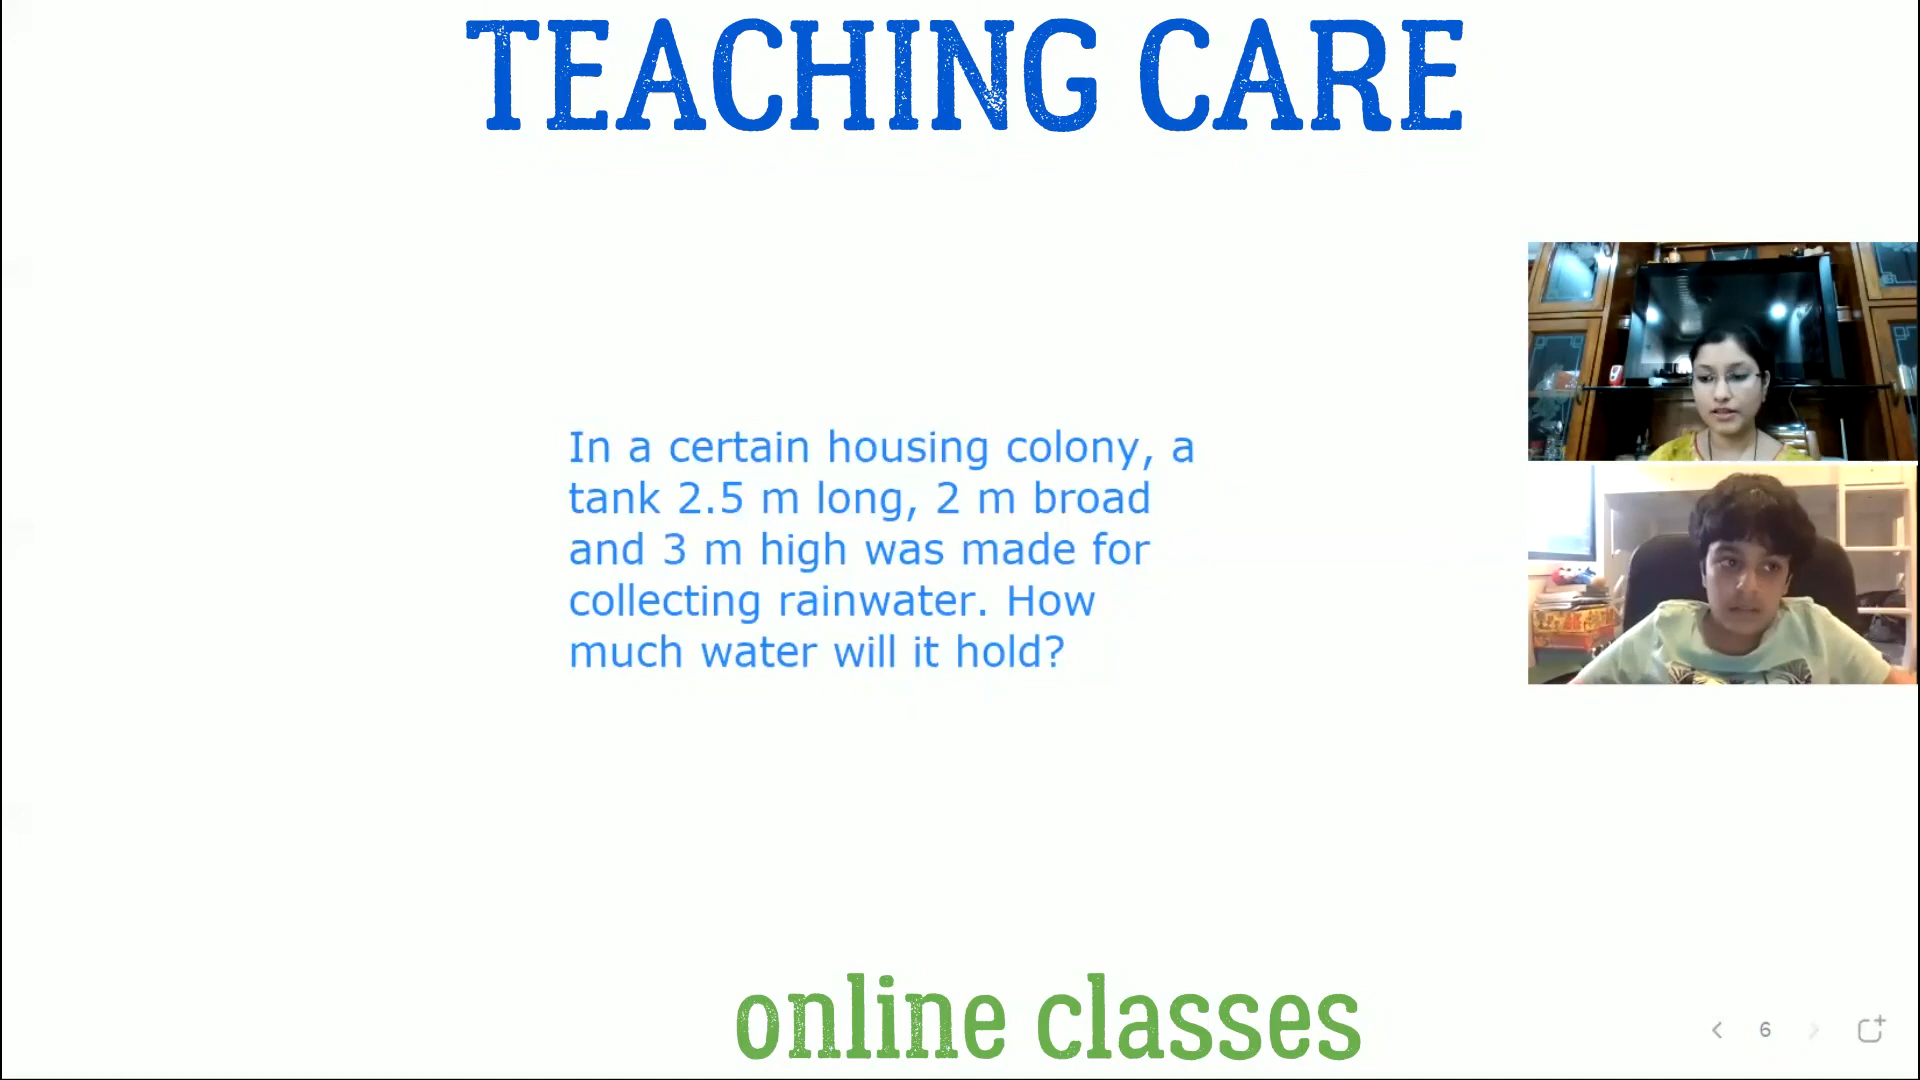 TEACHING CARE
In a certain housing colony, a
tank 2.5 m long, 2 m broad
and 3 m high was made for
collecting rainwater. How
much water will it hold?
online classes
6